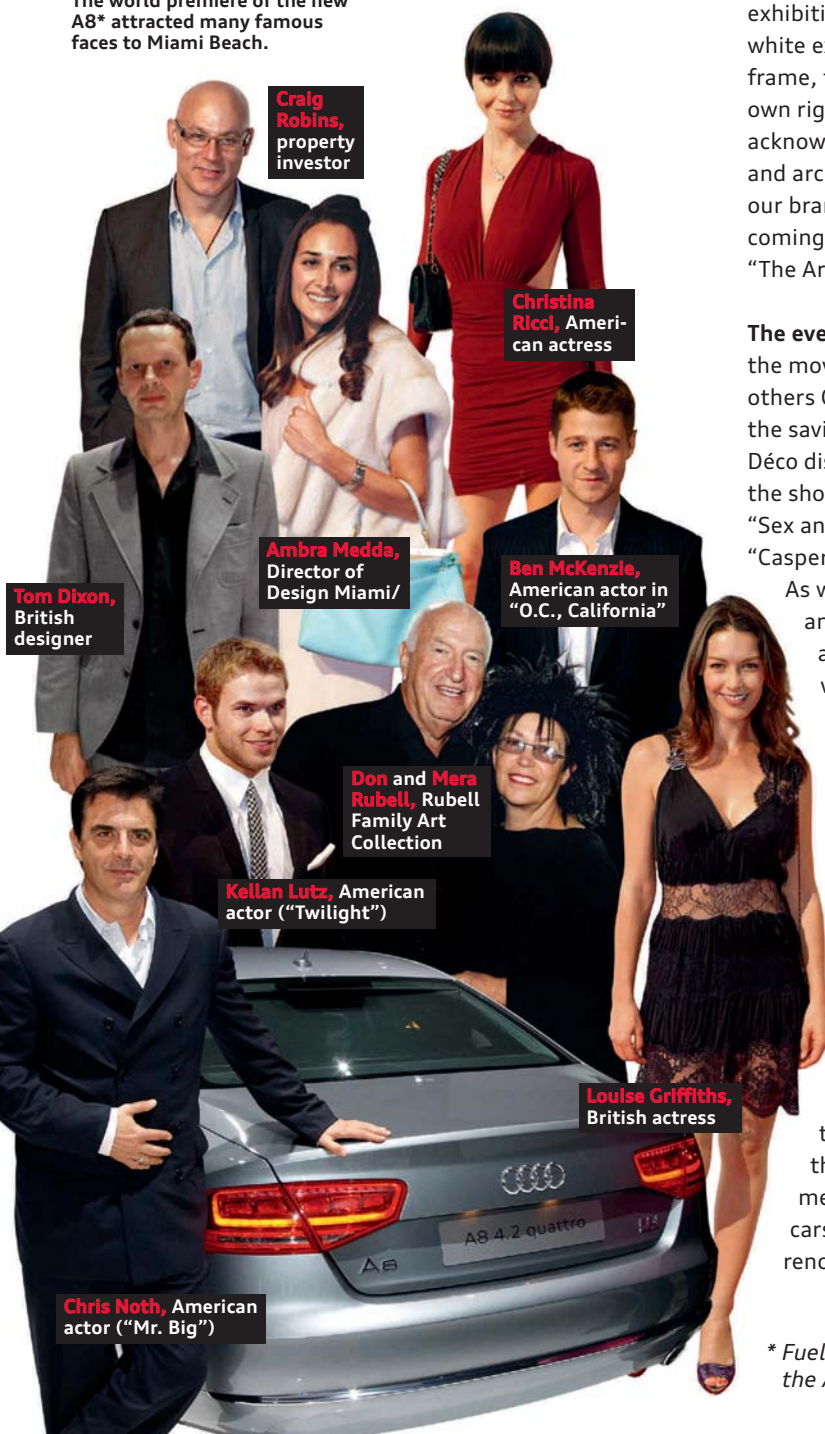 The world premiere of the new
A8* attracted many famous
faces to Miami Beach.
Craig
Robins,
property
investor
Christina
Ricci, Ameri-
can actress
Ambra Medda,
Director of
Design Miami/
Ben McKenzie,
American actor in
“O.C., California”
Tom Dixon,
British
designer
Don and Mera
Rubell, Rubell
Family Art
Collection
Kellan Lutz, American
actor (“Twilight”)
Louise Griffiths,
British actress
A8 4.2 quattro
A8
Chris Noth, American
actor (“Mr. Big”)
exhibiti
white e
frame,
own rig
acknow
and arc
our bra
coming
“The Ar
The eve
the mov
others
the savi
Déco dis
the sho
“Sex an
“Casper
As w
an
a
t
th
me
cars
reno
* Fuel
the